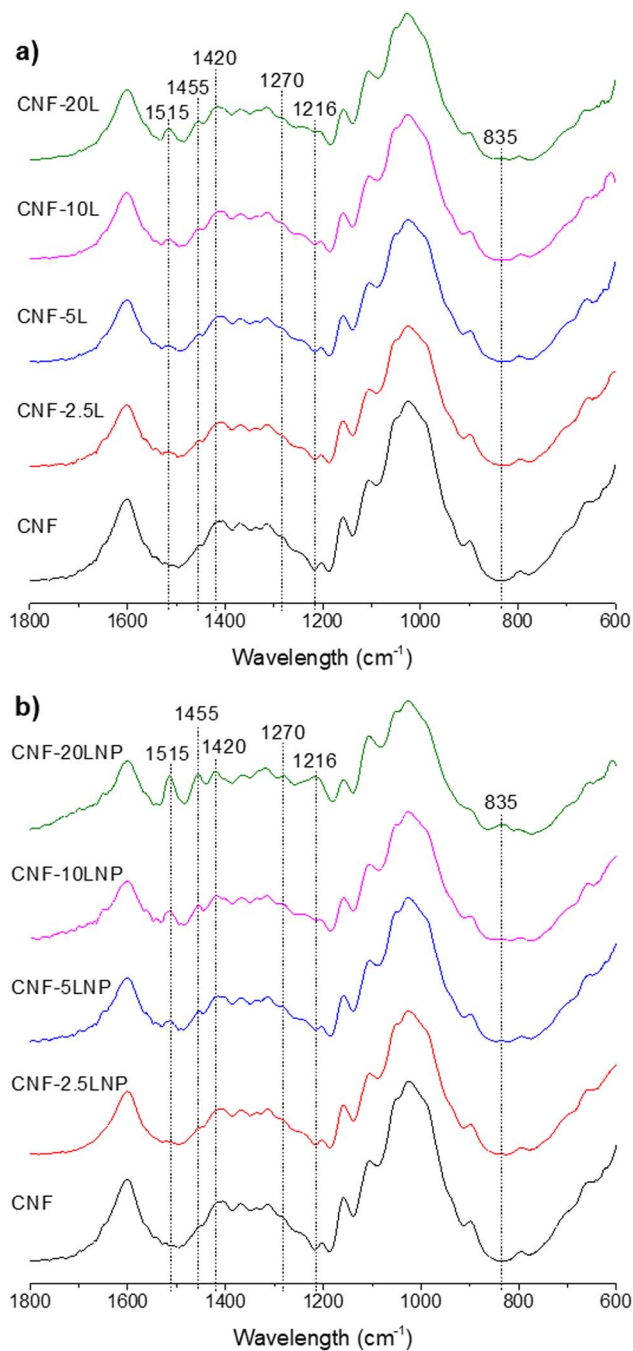 a)
1420
1455
1270
1515
1216
835
CNF-20L
CNF-10L
CNF-5L
CNF-2.5L
CNF
1800 1600 1400 1200 1000 800 600
Wavelength (cm⁻¹)
b)
1455
1270
1515
1420
1216
835
CNF-20LNP
CNF-10LNP
CNF-5LNP
CNF-2.5LNP
CNF
1800 1600 1400 1200 1000 800 600
Wavelength (cm⁻¹)